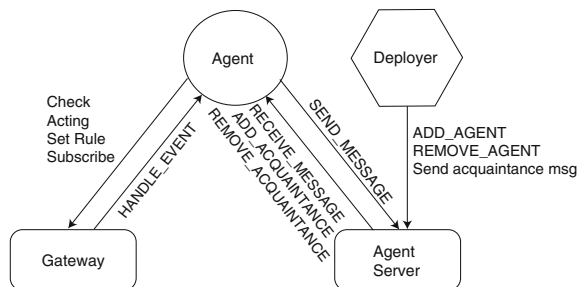 Agent
Deployer
Check
Acting
Set Rule
Subscribe
HANDLE_EVENT
SEND_MESSAGE
RECEIVE_MESSAGE
ADD_ACQUAINTANCE
REMOVE_ACQUAINTANCE
ADD_AGENT
REMOVE_AGENT
Send acquaintance msg
Gateway
Agent
Server